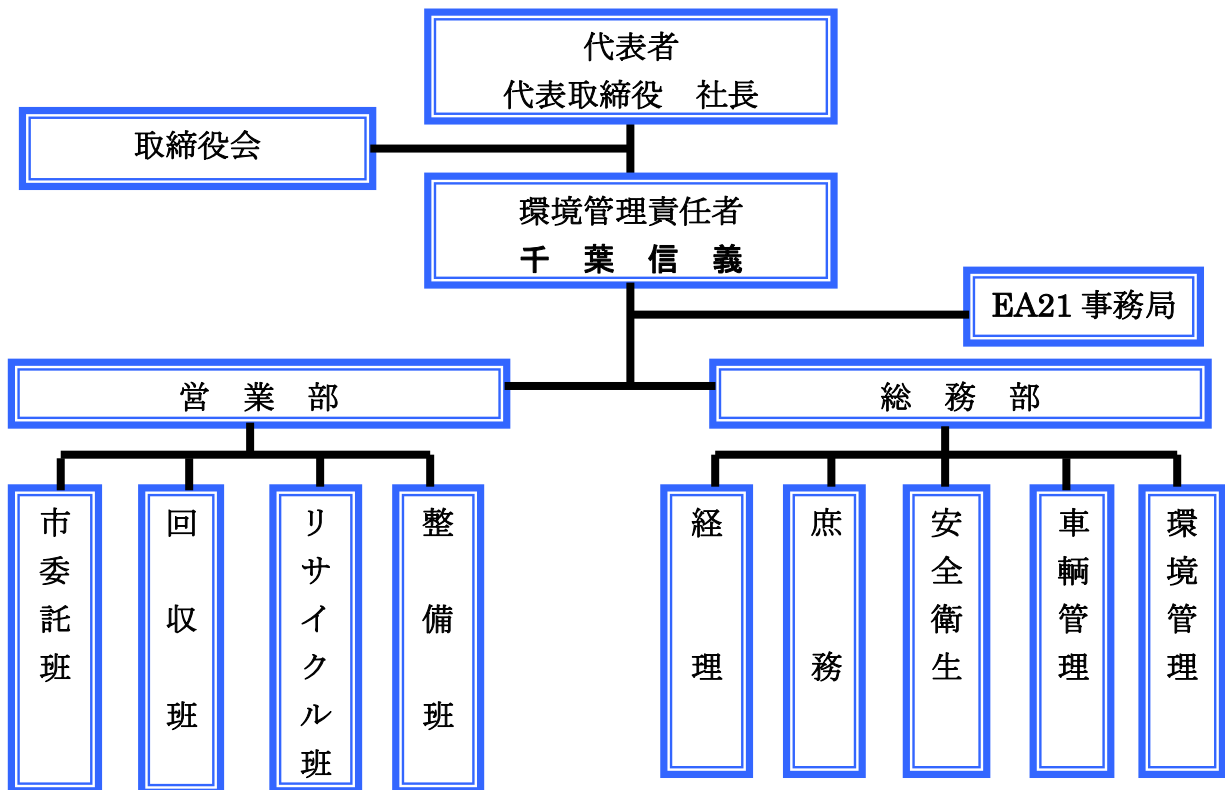 代表者
代表取締役　社長
取締役会
環境管理責任者
千　葉　信　義
EA21 事務局
営　業　部
総　務　部
市委託班
回収班
リサイクル班
整備班
経理
庶務
安全衛生
車輌管理
環境管理